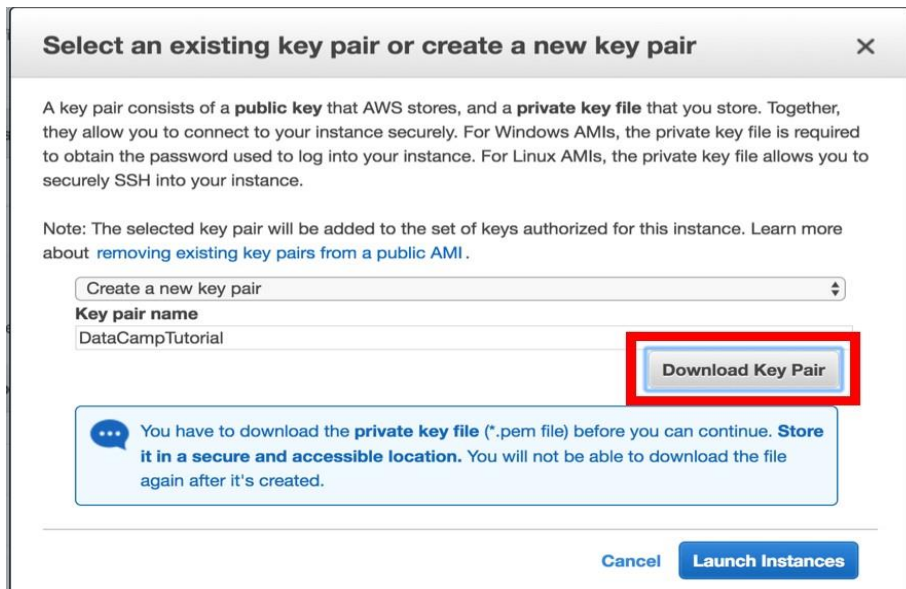 Select an existing key pair or create a new key pair
A key pair consists of a public key that AWS stores, and a private key file that you store. Together,
they allow you to connect to your instance securely. For Windows AMIs, the private key file is required
to obtain the password used to log into your instance. For Linux AMIs, the private key file allows you to
securely SSH into your instance.
Note: The selected key pair will be added to the set of keys authorized for this instance. Learn more
about removing existing key pairs from a public AMI.
Create a new key pair
Key pair name
DataCampTutorial
Download Key Pair
You have to download the private key file (*.pem file) before you can continue. Store
it in a secure and accessible location. You will not be able to download the file
again after it's created.
Cancel Launch Instances